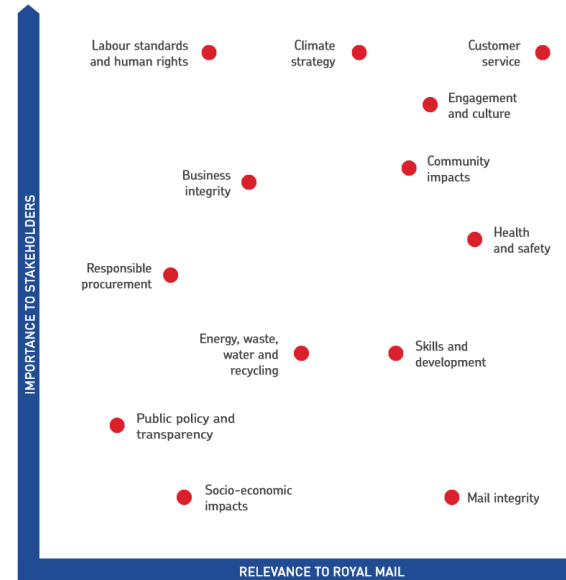 Labour standards
and human rights
Climate
strategy
Customer
service
Engagement
and culture
Community
impacts
Business
integrity
Health
and safety
Responsible
procurement
Energy, waste,
water and
recycling
Skills and
development
Public policy and
transparency
Socio-economic
impacts
Mail integrity
IMPORTANCE TO STAKEHOLDERS
RELEVANCE TO ROYAL MAIL